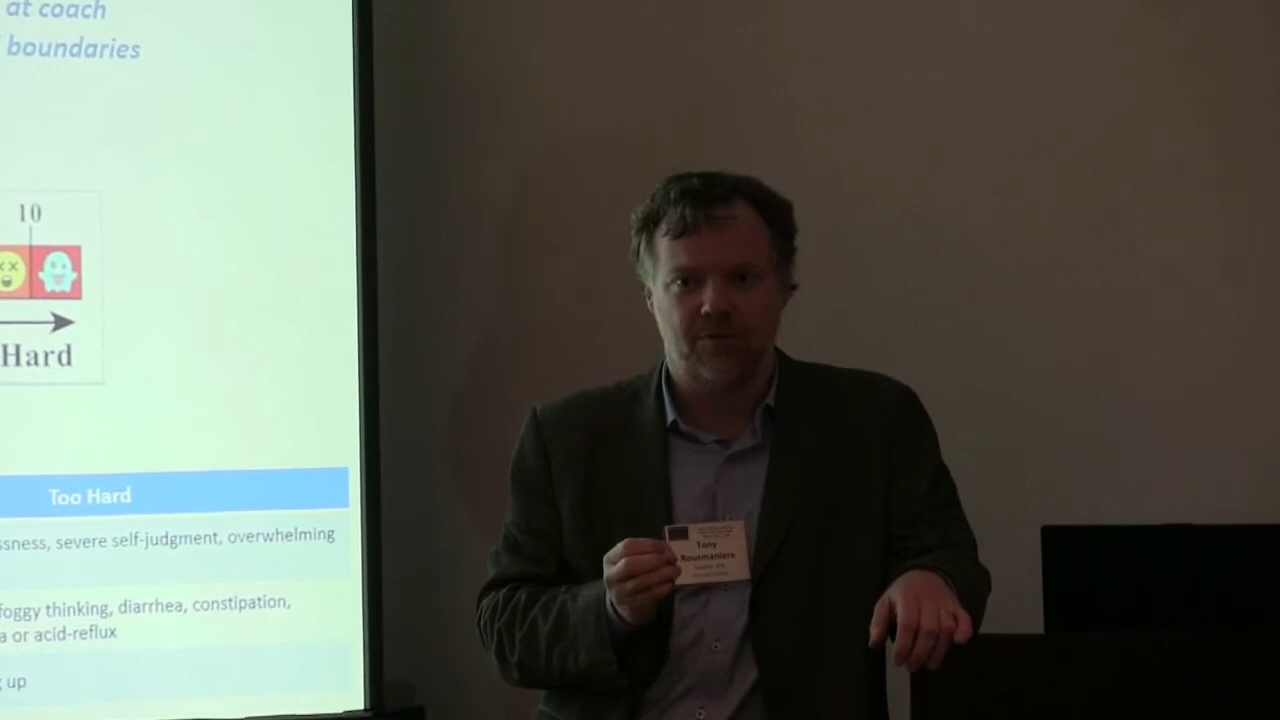 at coach
boundaries
10
Hard
Too Hard
ssness, severe self-judgment, overwhelming
foggy thinking, diarrhea, constipation,
a or acid-reflux
g up
Tony
Rousmaniere